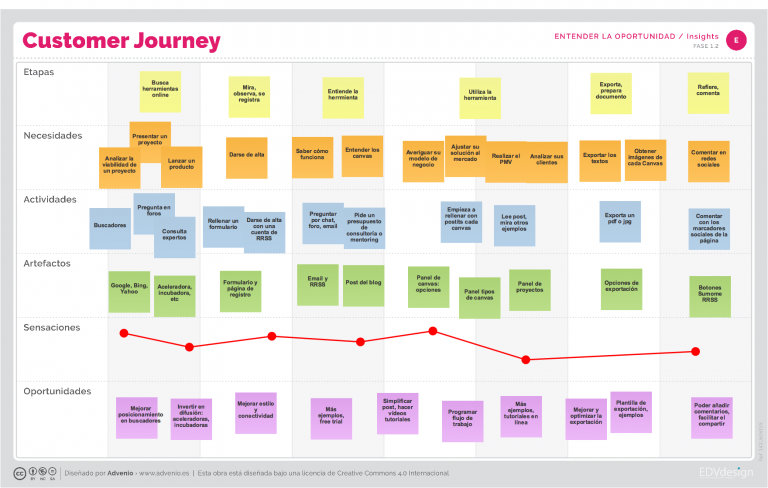 Customer Journey
ENTENDER LA OPORTUNIDAD / Insights
FASE 1.2
E
Etapas
Busca
herramientas
online
Mira,
observa, se
registra
Entiende la
herrmienta
Utiliza la
herramienta
Exporta,
prepara
documento
Refiere,
comenta
Necesidades
Presentar un
proyecto
Analizar la
viabilidad de
un proyecto
Lanzar un
producto
Darse de alta
Saber cómo
funciona
Entender los
canvas
Averiguar su
modelo de
negocio
Ajustar su
solución al
mercado
Realizar el
PMV
Analizar sus
clientes
Exportar los
textos
Obtener
imágenes de
cada Canvas
Comentar en
redes
sociales
Actividades
Buscadores
Pregunta en
foros
Consulta
expertos
Rellenar un
formulario
Darse de alta
con una
cuenta de
RRSS
Preguntar
por chat,
foro, email
Pide un
presupuesto
de
consultoría o
mentoring
Empieza a
rellenar con
postits cada
canvas
Lee post,
mira otros
ejemplos
Exporta un
pdf o jpg
Comentar
con los
marcadores
sociales de la
página
Artefactos
Google, Bing,
Yahoo
Aceleradora,
incubadora,
etc
Formulario y
página de
registro
Email y
RRSS
Post del blog
Panel de
canvas:
opciones
Panel tipos
de canvas
Panel de
proyectos
Opciones de
exportación
Botones
Sumome
RRSS
Sensaciones
Oportunidades
Mejorar
posicionamiento
en buscadores
Invertir en
difusión:
aceleradoras,
incubadoras
Mejorar estilo y
conectividad
Más
ejemplos,
free trial
Simplificar
post, hacer
vídeos
tutoriales
Programar
flujo de
trabajo
Más
ejemplos,
tutoriales en
línea
Mejorar y
optimizar la
exportación
Plantilla de
exportación,
ejemplos
Poder añadir
comentarios,
facilitar el
compartir
cc
BY NC SA
Diseñado por Advenio - www.advenio.es | Esta obra está diseñada bajo una licencia de Creative Commons 4.0 Internacional
EDVdesign